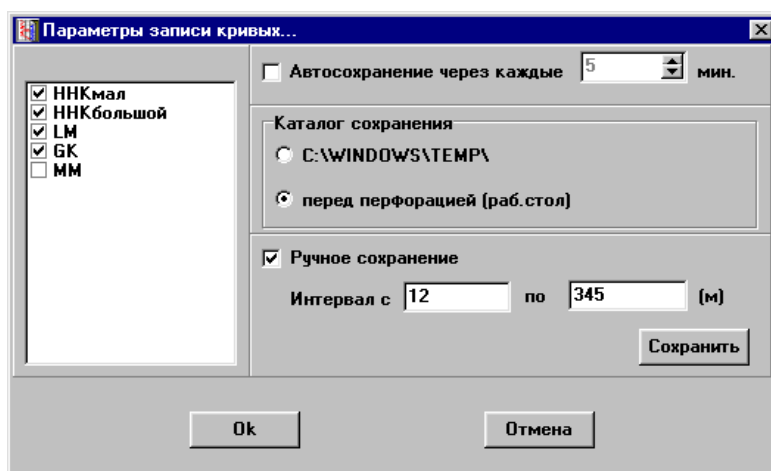 Параметры записи кривых...
ННКмал
ННКбольшой
LM
GK
MM
Автосохранение через каждые 5 мин.
Каталог сохранения
C:\WINDOWS\TEMP\
перед перфорацией (раб.стол)
Ручное сохранение
Интервал с 12 по 345 (м)
Сохранить
Ok Отмена